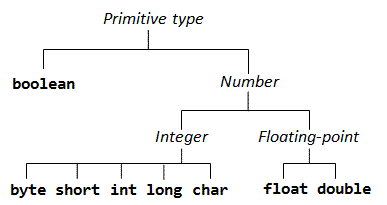 Primitive type
boolean
Number
Integer
Floating-point
byte short int long char
float double